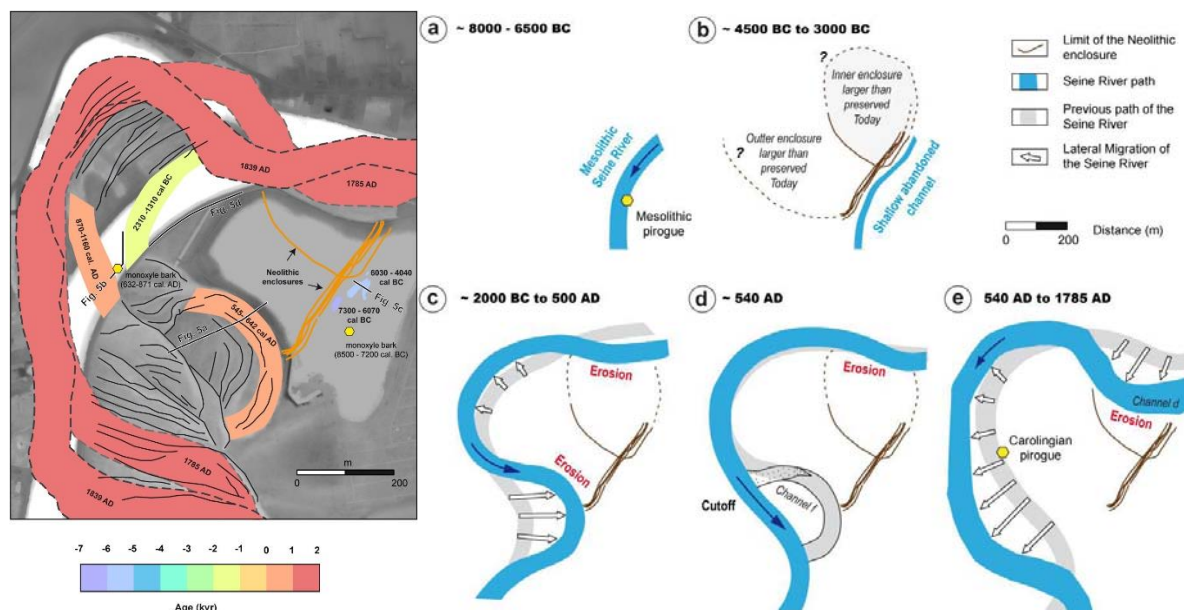 1839 AD
1785 AD
2310 -1310 cal BC
Fig. 5d
870-1160 cal. AD
Fig. 5b
monoxyle bark
(632-871 cal. AD)
Neolithic
enclosures
6030 - 4040
cal BC
Fig. 5c
7300 - 6070
cal BC
monoxyle bark
(8500 - 7200 cal. BC)
Fig. 5a
545-642 cal AD
1785 AD
1839 AD
m
0
200
-7
-6
-5
-4
-3
-2
-1
0
1
2
Age (kyr)
a ~ 8000 - 6500 BC
Mesolithic
Seine River
Mesolithic
pirogue
b ~ 4500 BC to 3000 BC
?
Inner enclosure
larger than
preserved
Today
?
Outter enclosure
larger than
preserved
Today
Shallow abandoned
channel
Limit of the Neolithic
enclosure
Seine River path
Previous path of the
Seine River
Lateral Migration of
the Seine River
Distance (m)
0
200
c ~ 2000 BC to 500 AD
Erosion
Erosion
d ~ 540 AD
Erosion
Cutoff
Channel f
e 540 AD to 1785 AD
Channel d
Erosion
Carolingian
pirogue